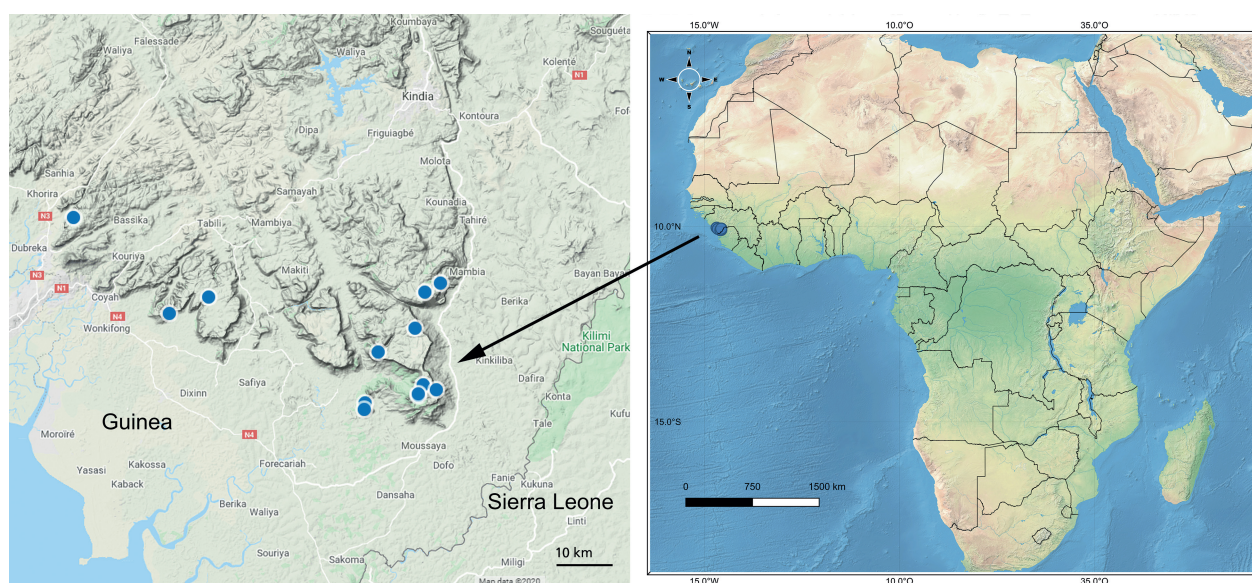 Koumbaya
Falessade
Waliya
Waliya
Souguéta
Kolenté
N1
Kindia
Kontoura
Dipa
Friguiagbé
Molota
Sanhia
Khorira
Samayah
Kounadia
N3
Bassika
Tabili
Mambiya
Tahiré
Dubreka
Kouriya
N3
Makiti
Mambia
Bayan Bayan
N1
Coyah
Berika
N4
Wonkifong
Kilimi
National Park
Kinkiliba
Safiya
Dafira
Dixinn
Konta
Guinea
Kufu
Tale
Moroiré
N4
Moussaya
Kakossa
Forecariah
Dofo
Yasasi
Fanie
Kaback
Kukuna
Dansaha
Berika
Waliya
Sierra Leone
Linti
Souriya
10 km
Sakoma
Miligi
Map data ©2020
15.0°W
10.0°O
35.0°O
N
W
E
S
10.0°N
15.0°S
0
750
1500 km
15.0°W
10.0°O
35.0°O